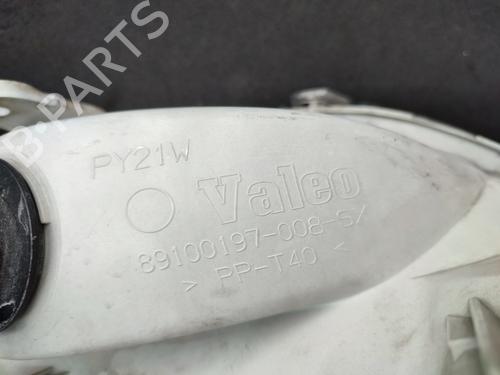 B-PARTS
PY21W
Valeo
89100197-008-S/
> PP-T40 <